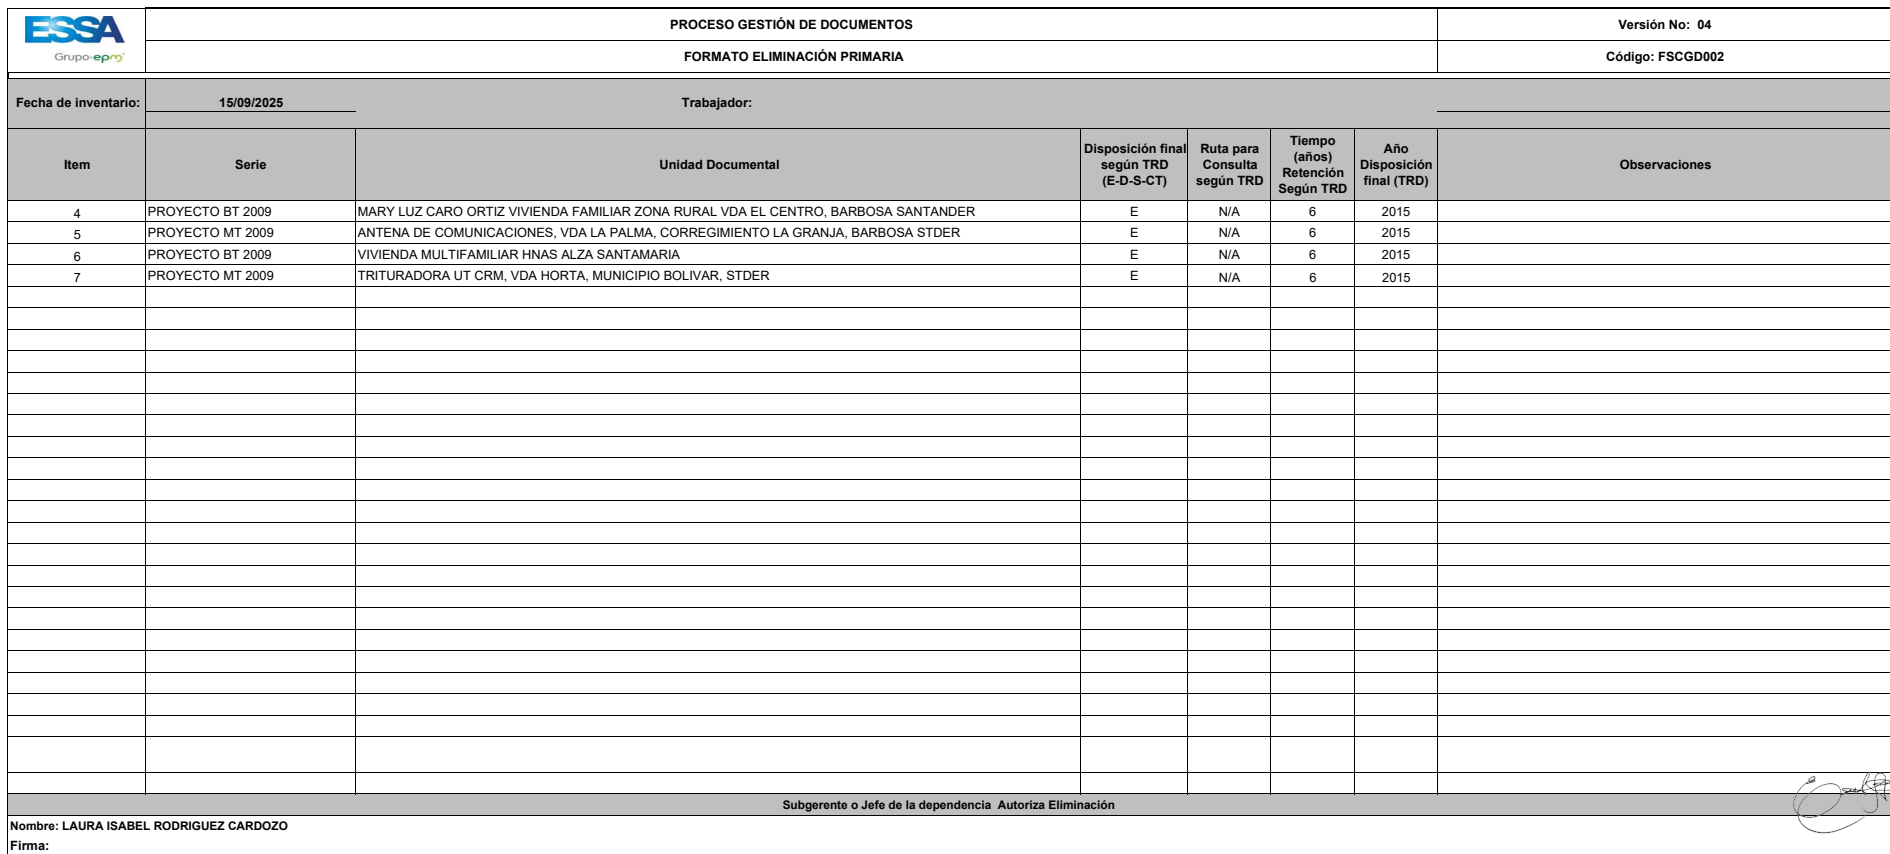 ESSA
Grupo·epm
PROCESO GESTIÓN DE DOCUMENTOS
Versión No: 04
FORMATO ELIMINACIÓN PRIMARIA
Código: FSCGD002
Fecha de inventario: 15/09/2025 Trabajador:
Item Serie Unidad Documental Disposición final según TRD (E-D-S-CT) Ruta para Consulta según TRD Tiempo (años) Retención Según TRD Año Disposición final (TRD) Observaciones
4 PROYECTO BT 2009 MARY LUZ CARO ORTIZ VIVIENDA FAMILIAR ZONA RURAL VDA EL CENTRO, BARBOSA SANTANDER E N/A 6 2015
5 PROYECTO MT 2009 ANTENA DE COMUNICACIONES, VDA LA PALMA, CORREGIMIENTO LA GRANJA, BARBOSA STDER E N/A 6 2015
6 PROYECTO BT 2009 VIVIENDA MULTIFAMILIAR HNAS ALZA SANTAMARIA E N/A 6 2015
7 PROYECTO MT 2009 TRITURADORA UT CRM, VDA HORTA, MUNICIPIO BOLIVAR, STDER E N/A 6 2015
Subgerente o Jefe de la dependencia Autoriza Eliminación
Nombre: LAURA ISABEL RODRIGUEZ CARDOZO
Firma: